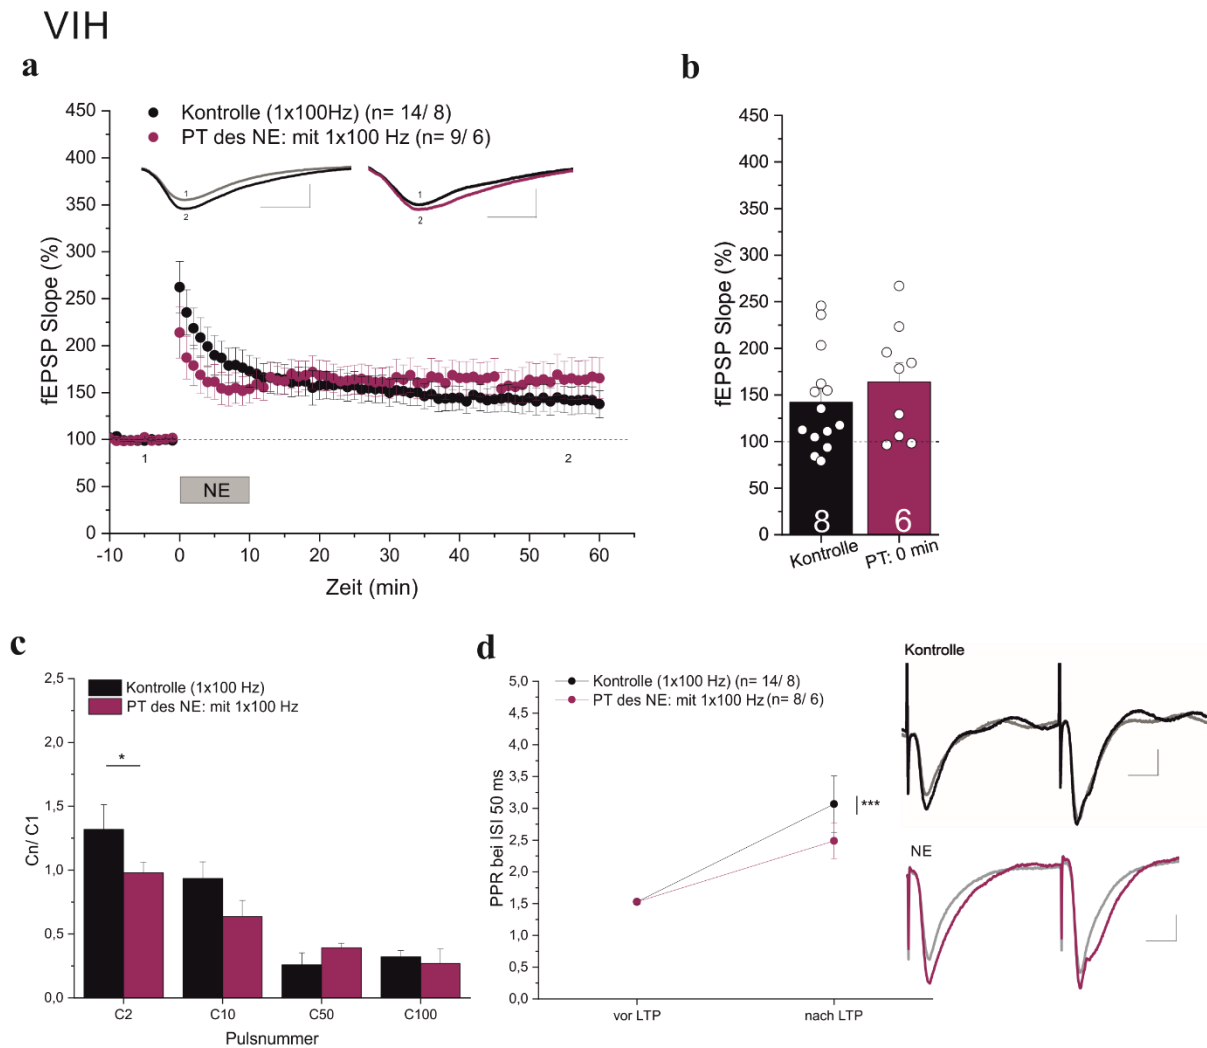 VIH
a
450
400
350
300
250
200
150
100
50
0
fEPSP Slope (%)
Kontrolle (1x100Hz) (n= 14/ 8)
PT des NE: mit 1x100 Hz (n= 9/ 6)
1
2
1
2
1
2
NE
-10 0 10 20 30 40 50 60
Zeit (min)
b
450
400
350
300
250
200
150
100
50
0
fEPSP Slope (%)
8
6
Kontrolle
PT: 0 min
c
2,5
2,0
1,5
1,0
0,5
0,0
Cn/ C1
Kontrolle (1x100 Hz)
PT des NE: mit 1x100 Hz
*
C2 C10 C50 C100
Pulsnummer
d
5,0
4,5
4,0
3,5
3,0
2,5
2,0
1,5
1,0
0,5
0,0
PPR bei ISI 50 ms
Kontrolle (1x100 Hz) (n= 14/ 8)
PT des NE: mit 1x100 Hz (n= 8/ 6)
***
vor LTP nach LTP
Kontrolle
NE